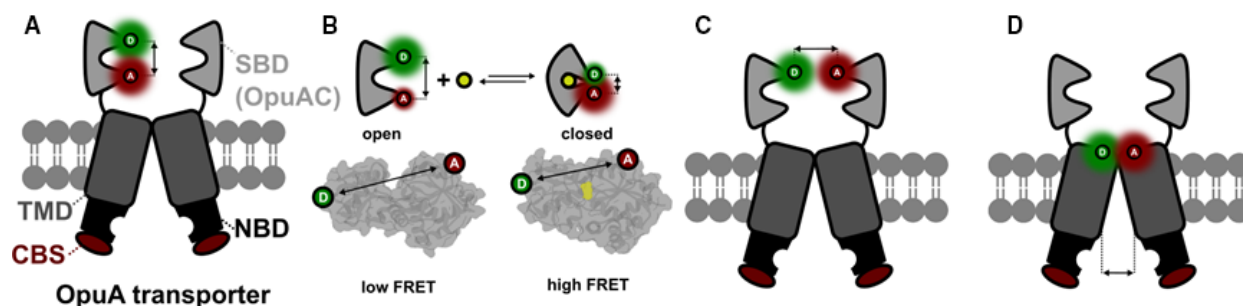 A
D
A
SBD
(OpuAC)
TMD
NBD
CBS
OpuA transporter
B
D
A
+
D
A
open
closed
D
A
D
A
low FRET
high FRET
C
D
A
D
D
A